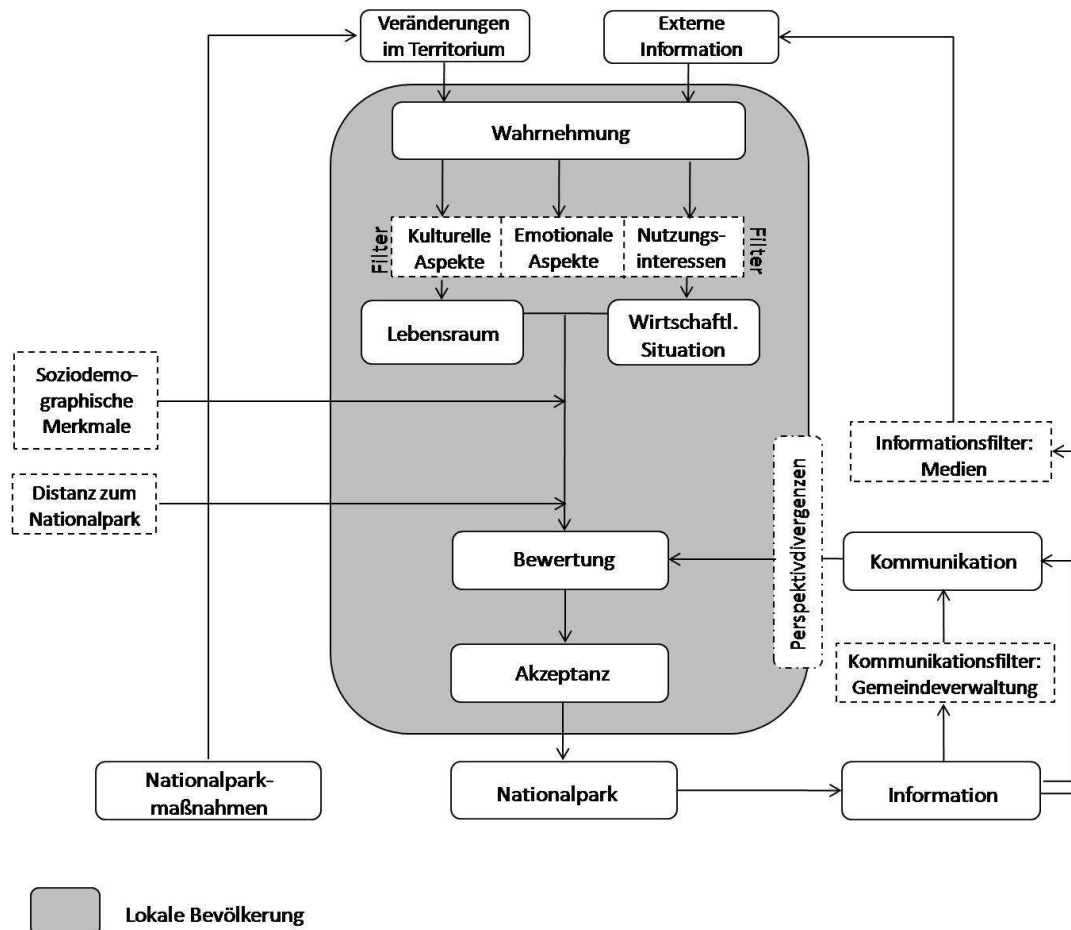 Veränderungen
im Territorium
Externe
Information
Wahrnehmung
Filter
Kulturelle
Aspekte
Emotionale
Aspekte
Nutzungs-
interessen
Filter
Lebensraum
Wirtschaftl.
Situation
Soziodemo-
graphische
Merkmale
Distanz zum
Nationalpark
Informationsfilter:
Medien
Perspektivdivergenzen
Bewertung
Kommunikation
Akzeptanz
Kommunikationsfilter:
Gemeindeverwaltung
Nationalpark-
maßnahmen
Nationalpark
Information
Lokale Bevölkerung